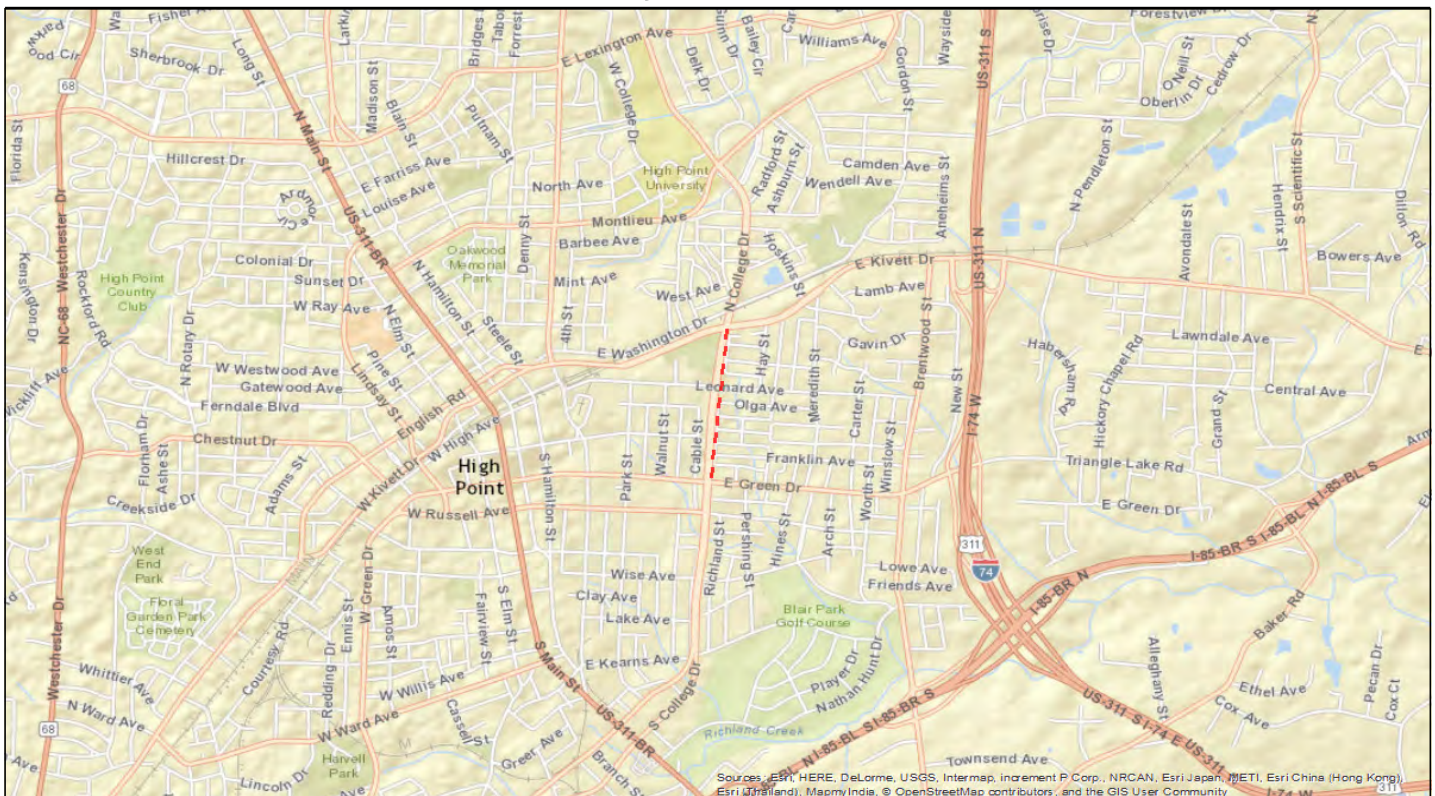 Fisher Ave
Sherbrook Dr
Long St
Madison St
Blain St
Putnam St
E Lexington Ave
W College Dr
Delk Dr
Bailey Cir
Williams Ave
Gordon St
Wayside
US-311 S
Forestview Dr
O'Neill St
Cedrow Dr
Oberlin Dr
68
Florida St
N Main St
Hillcrest Dr
E Farriss Ave
Louise Ave
Ardmore Cir
US-311-BR
North Ave
High Point
University
Radford St
Ashburn St
Camden Ave
Wendell Ave
Aneheims St
N Pendleton St
Avondale St
Hendrix St
S Scientific St
Dillon Rd
Bowers Ave
Montlieu Ave
Barbee Ave
Denny St
Oakwood
Memorial
Park
Mint Ave
N College Dr
Hoskins St
E Kivett Dr
US-311 N
Kensington Dr
Rockford Rd
NC-68 Westchester Dr
High Point
Country
Club
Colonial Dr
Sunset Dr
W Ray Ave
N Hamilton St
N Elm St
Steele St
4th St
West Ave
Lamb Ave
N Rotary Dr
Pine St
Lindsay St
E Washington Dr
Hay St
Meredith St
Gavin Dr
Brentwood St
Habersham Rd
Hickory Chapel Rd
Lawndale Ave
W Westwood Ave
Gatewood Ave
Ferndale Blvd
English Rd
Leonard Ave
Olga Ave
Carter St
New St
I-74 W
Grand St
Central Ave
Florham Dr
Ashe St
Chestnut Dr
W High Ave
Walnut St
Cable St
Franklin Ave
Winslow St
Triangle Lake Rd
High
Point
Adams St
W Kivett Dr
S Hamilton St
Park St
E Green Dr
Worth St
E Green Dr
I-85-BL N
I-85-BL S
Creekside Dr
W Russell Ave
Richland St
Pershing St
Hines St
Arch St
311
74
I-85-BR S
I-85-BR N
West
End
Park
Floral
Garden Park
Cemetery
W Green Dr
Wise Ave
Clay Ave
Lake Ave
Lowe Ave
Friends Ave
Blair Park
Golf Course
Baker Rd
Courtesy Rd
Ennis St
Amos St
Fairview St
S Elm St
Westchester Dr
Whittier Ave
N Ward Ave
Redding Dr
W Willis Ave
S Main St
E Kearns Ave
S College Dr
Player Dr
Nathan Hunt Dr
Alleghany St
Ethel Ave
Cox Ave
Pecan Dr
Cox Ct
68
W Ward Ave
Cassell St
US-311-BR
Richland Creek
I-85-BL S
I-85-BR S
US-311 S
I-74 E
US-311
Harvell
Park
Lincoln Dr
Greer Ave
Branch St
Townsend Ave
I-74 W
311
Sources: Esri, HERE, DeLorme, USGS, Intermap, increment P Corp., NRCAN, Esri Japan, METI, Esri China (Hong Kong),
Esri (Thailand), MapmyIndia, © OpenStreetMap contributors, and the GIS User Community